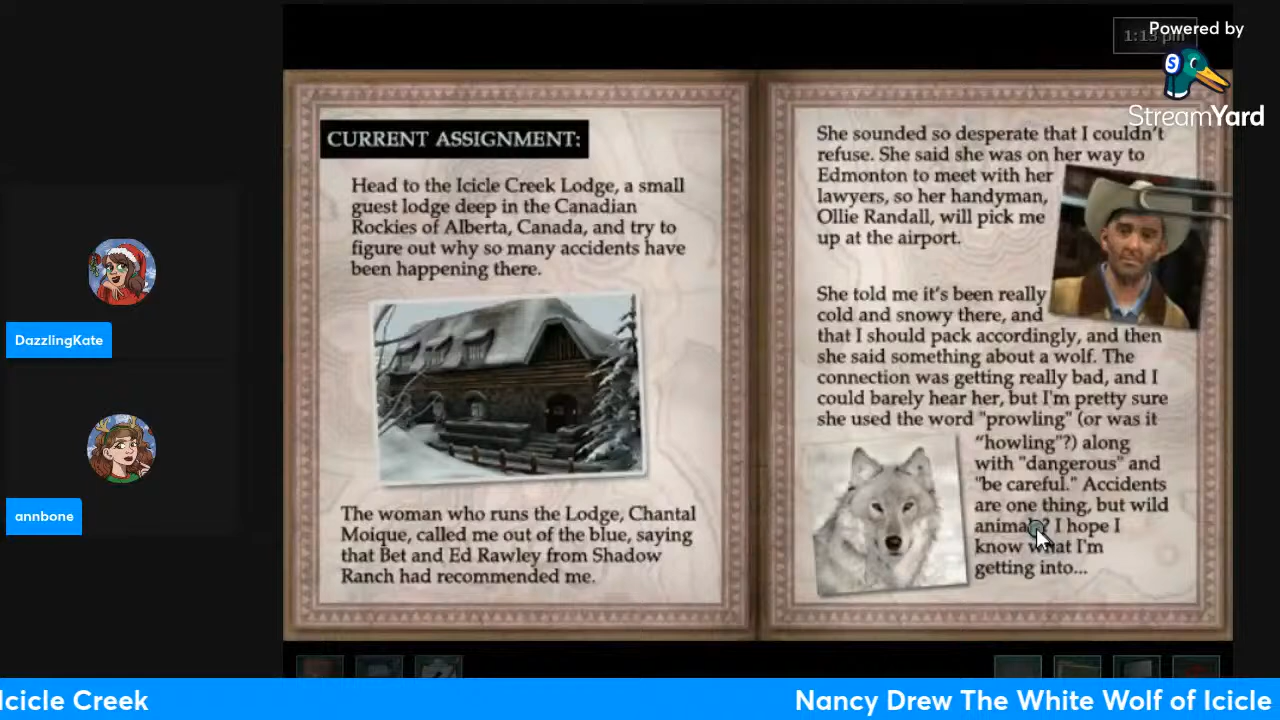 1:13 pm
Powered by
StreamYard
CURRENT ASSIGNMENT:
Head to the Icicle Creek Lodge, a small
guest lodge deep in the Canadian
Rockies of Alberta, Canada, and try to
figure out why so many accidents have
been happening there.
The woman who runs the Lodge, Chantal
Moique, called me out of the blue, saying
that Bet and Ed Rawley from Shadow
Ranch had recommended me.
She sounded so desperate that I couldn't
refuse. She said she was on her way to
Edmonton to meet with her
lawyers, so her handyman,
Ollie Randall, will pick me
up at the airport.
She told me it's been really
cold and snowy there, and
that I should pack accordingly, and then
she said something about a wolf. The
connection was getting really bad, and I
could barely hear her, but I'm pretty sure
she used the word "prowling" (or was it
"howling"?) along
with "dangerous" and
"be careful." Accidents
are one thing, but wild
animals? I hope I
know what I'm
getting into...
DazzlingKate
annbone
Icicle Creek
Nancy Drew The White Wolf of Icicle